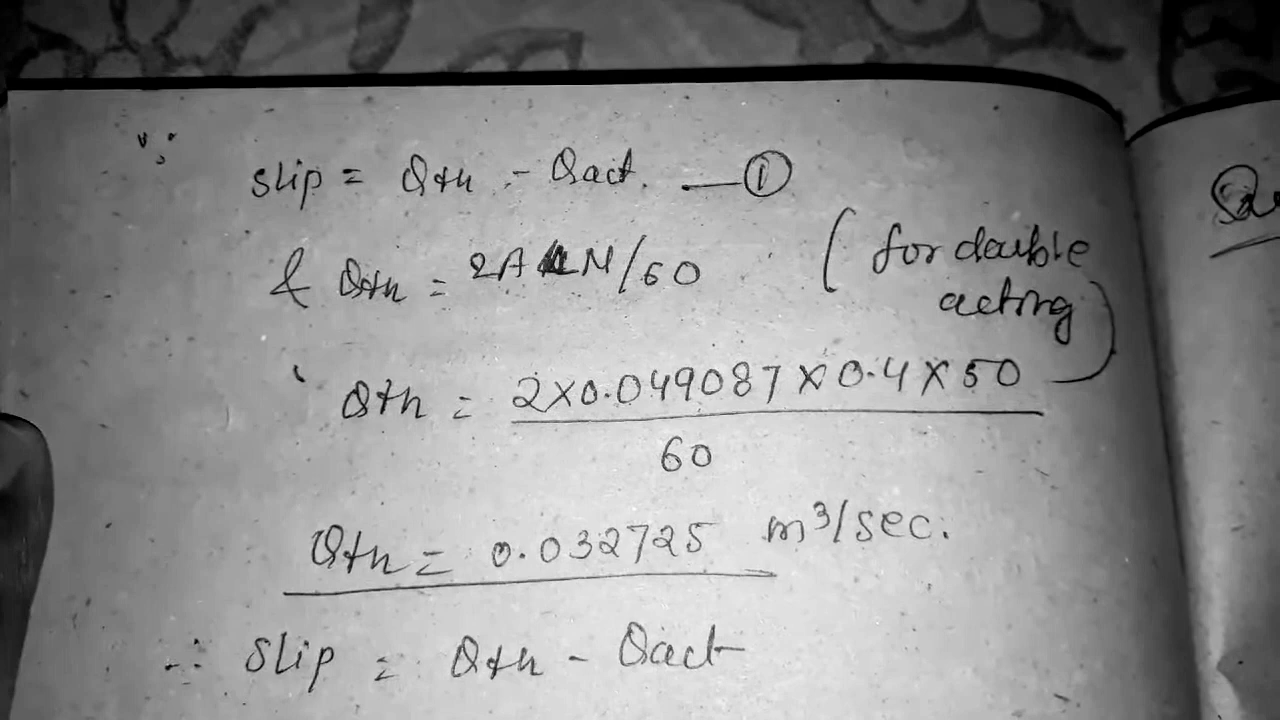 ∵
slip = Qth - Qact. —①
& Qth = 2ALN/60 (for double
acting)
Qth = 2×0.049087×0.4×50
60
Qth = 0.032725 m³/sec.
∴ Slip = Qth - Qact